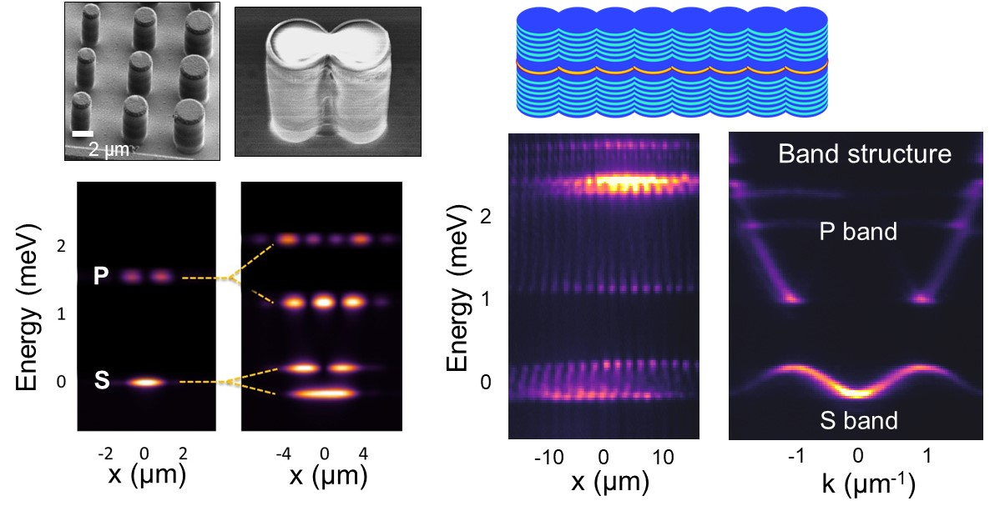 2 µm
Energy (meV)
2
1
0
P
S
-2 0 2
x (µm)
-4 0 4
x (µm)
Energy (meV)
2
1
0
-10 0 10
x (µm)
Band structure
P band
S band
-1 0 1
k (µm-1)